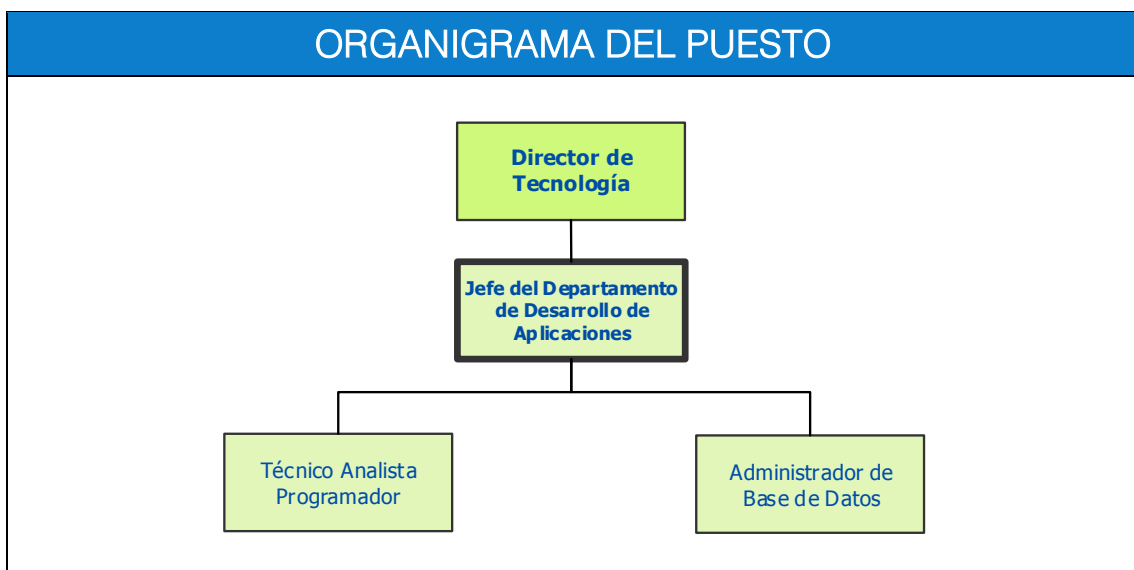 ORGANIGRAMA DEL PUESTO
Director de
Tecnología
Jefe del Departamento
de Desarrollo de
Aplicaciones
Técnico Analista
Programador
Administrador de
Base de Datos